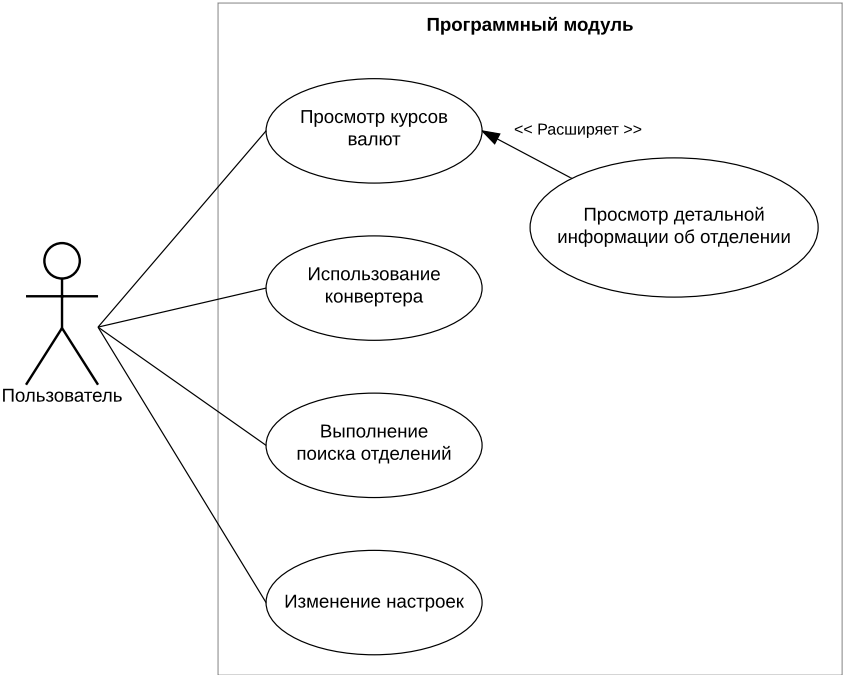 Программный модуль
Просмотр курсов
валют
<< Расширяет >>
Просмотр детальной
информации об отделении
Использование
конвертера
Пользователь
Выполнение
поиска отделений
Изменение настроек